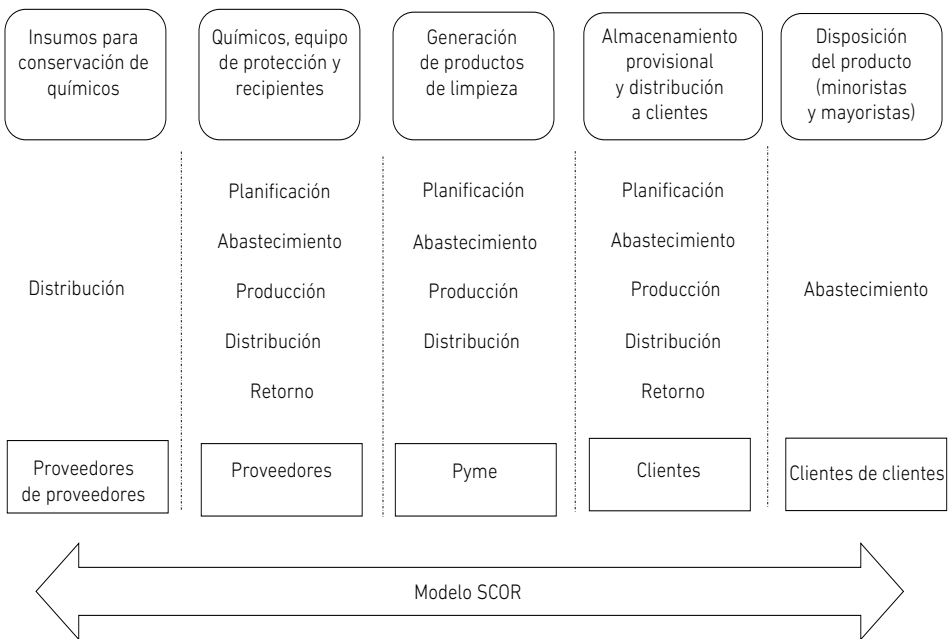 Insumos para
conservación de
químicos
Químicos, equipo
de protección y
recipientes
Generación
de productos
de limpieza
Almacenamiento
provisional
y distribución
a clientes
Disposición
del producto
(minoristas
y mayoristas)
Distribución
Planificación
Abastecimiento
Producción
Distribución
Retorno
Planificación
Abastecimiento
Producción
Distribución
Planificación
Abastecimiento
Producción
Distribución
Retorno
Abastecimiento
Proveedores
de proveedores
Proveedores
Pyme
Clientes
Clientes de clientes
Modelo SCOR